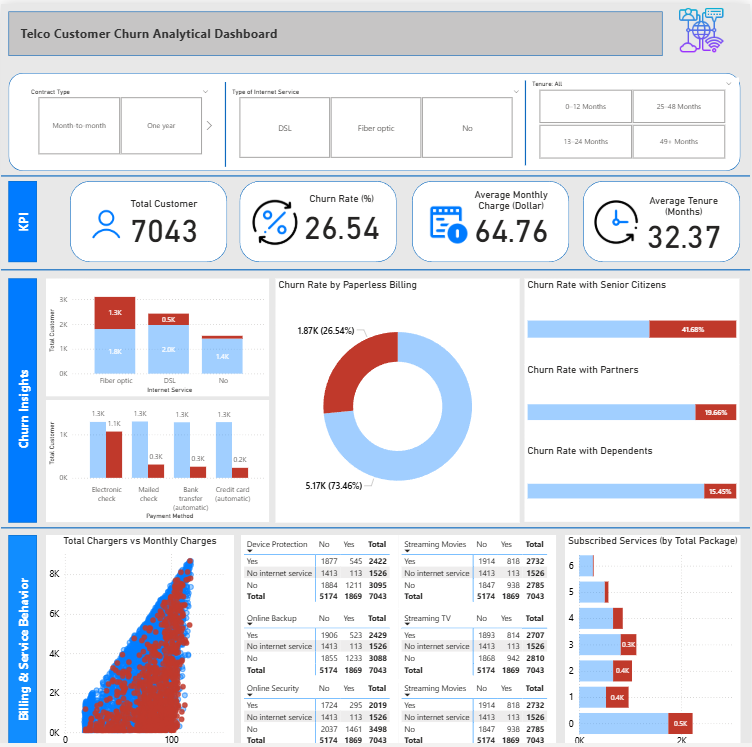 Telco Customer Churn Analytical Dashboard
Contract Type
Month-to-month
One year
Type of Internet Service
DSL
Fiber optic
No
Tenure: All
0-12 Months
25-48 Months
13-24 Months
49+ Months
KPI
Total Customer
7043
Churn Rate (%)
26.54
Average Monthly
Charge (Dollar)
64.76
Average Tenure
(Months)
32.37
Churn Insights
Total Customer
3K
2K
1K
0K
1.3K
1.8K
0.5K
2.0K
1.4K
Fiber optic
DSL
No
Internet Service
Total Customer
1K
0K
1.3K
1.1K
1.3K
0.3K
1.3K
0.3K
1.3K
0.2K
Electronic
check
Mailed
check
Bank
transfer
(automatic)
Credit card
(automatic)
Payment Method
Churn Rate by Paperless Billing
1.87K (26.54%)
5.17K (73.46%)
Churn Rate with Senior Citizens
41.68%
Churn Rate with Partners
19.66%
Churn Rate with Dependents
15.45%
Billing & Service Behavior
Total Chargers vs Monthly Charges
8K
6K
4K
2K
0K
0
100
Device Protection No Yes Total
Yes 1877 545 2422
No internet service 1413 113 1526
No 1884 1211 3095
Total 5174 1869 7043
Streaming Movies No Yes Total
Yes 1914 818 2732
No internet service 1413 113 1526
No 1847 938 2785
Total 5174 1869 7043
Online Backup No Yes Total
Yes 1906 523 2429
No internet service 1413 113 1526
No 1855 1233 3088
Total 5174 1869 7043
Streaming TV No Yes Total
Yes 1893 814 2707
No internet service 1413 113 1526
No 1868 942 2810
Total 5174 1869 7043
Online Security No Yes Total
Yes 1724 295 2019
No internet service 1413 113 1526
No 2037 1461 3498
Total 5174 1869 7043
Streaming Movies No Yes Total
Yes 1914 818 2732
No internet service 1413 113 1526
No 1847 938 2785
Total 5174 1869 7043
Subscribed Services (by Total Package)
6
5
4
3
0.3K
2
0.4K
1
0.4K
0
0.5K
0K
2K